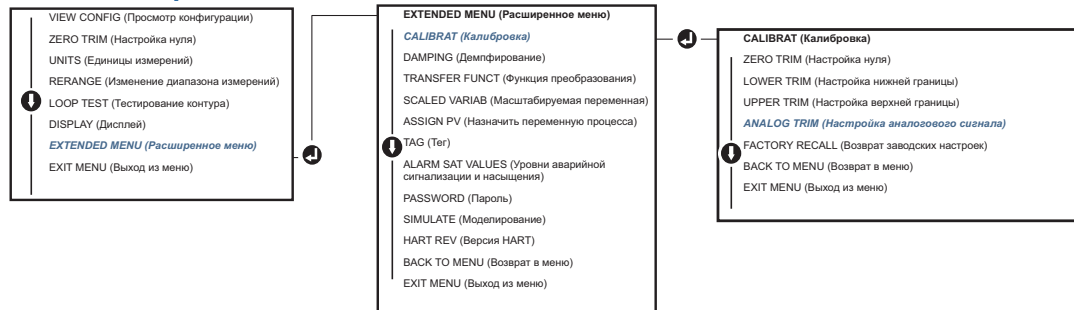 VIEW CONFIG (Просмотр конфигурации)
ZERO TRIM (Настройка нуля)
UNITS (Единицы измерений)
RERANGE (Изменение диапазона измерений)
LOOP TEST (Тестирование контура)
DISPLAY (Дисплей)
EXTENDED MENU (Расширенное меню)
EXIT MENU (Выход из меню)
EXTENDED MENU (Расширенное меню)
CALIBRAT (Калибровка)
DAMPING (Демпфирование)
TRANSFER FUNCT (Функция преобразования)
SCALED VARIAB (Масштабируемая переменная)
ASSIGN PV (Назначить переменную процесса)
TAG (Тег)
ALARM SAT VALUES (Уровни аварийной
сигнализации и насыщения)
PASSWORD (Пароль)
SIMULATE (Моделирование)
HART REV (Версия HART)
BACK TO MENU (Возврат в меню)
EXIT MENU (Выход из меню)
CALIBRAT (Калибровка)
ZERO TRIM (Настройка нуля)
LOWER TRIM (Настройка нижней границы)
UPPER TRIM (Настройка верхней границы)
ANALOG TRIM (Настройка аналогового сигнала)
FACTORY RECALL (Возврат заводских настроек)
BACK TO MENU (Возврат в меню)
EXIT MENU (Выход из меню)